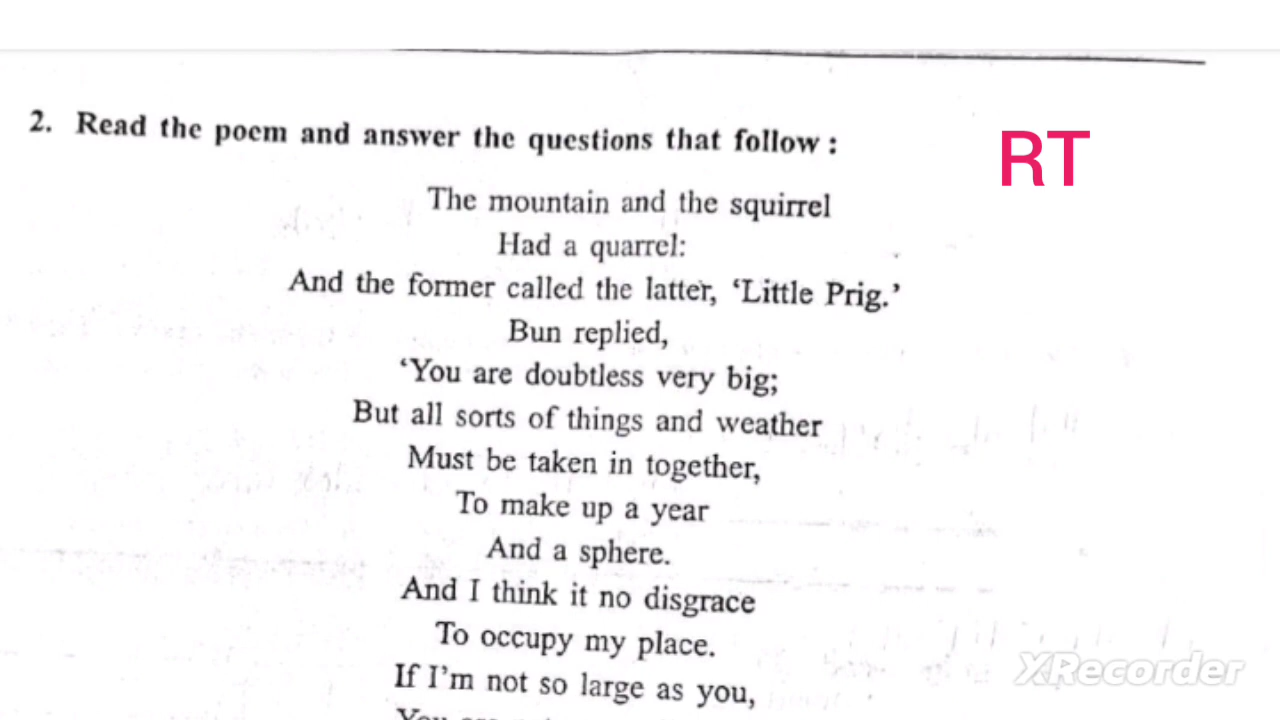 2. Read the poem and answer the questions that follow :
RT
The mountain and the squirrel
Had a quarrel:
And the former called the latter, ‘Little Prig.’
Bun replied,
‘You are doubtless very big;
But all sorts of things and weather
Must be taken in together,
To make up a year
And a sphere.
And I think it no disgrace
To occupy my place.
If I’m not so large as you,
XRecorder